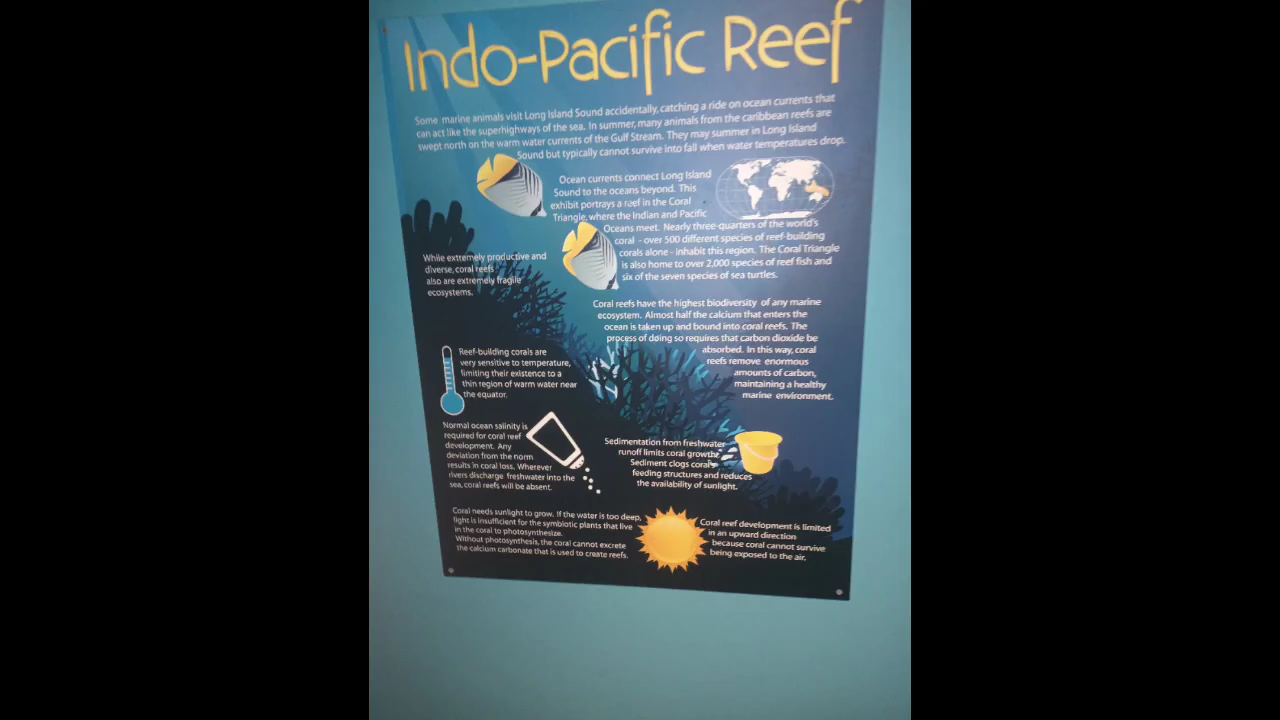 Indo-Pacific Reef
Some marine animals visit Long Island Sound accidentally, catching a ride on ocean currents that
can act like the superhighways of the sea. In summer, many animals from the caribbean reefs are
swept north on the warm water currents of the Gulf Stream. They may summer in Long Island
Sound but typically cannot survive into fall when water temperatures drop.
Ocean currents connect Long Island
Sound to the oceans beyond. This
exhibit portrays a reef in the Coral
Triangle, where the Indian and Pacific
Oceans meet. Nearly three-quarters of the world's
coral - over 500 different species of reef-building
corals alone - inhabit this region. The Coral Triangle
is also home to over 2,000 species of reef fish and
six of the seven species of sea turtles.
While extremely productive and
diverse, coral reefs
also are extremely fragile
ecosystems.
Coral reefs have the highest biodiversity of any marine
ecosystem. Almost half the calcium that enters the
ocean is taken up and bound into coral reefs. The
process of doing so requires that carbon dioxide be
absorbed. In this way, coral
reefs remove enormous
amounts of carbon,
maintaining a healthy
marine environment.
Reef-building corals are
very sensitive to temperature,
limiting their existence to a
thin region of warm water near
the equator.
Normal ocean salinity is
required for coral reef
development. Any
deviation from the norm
results in coral loss. Wherever
rivers discharge freshwater into the
sea, coral reefs will be absent.
Sedimentation from freshwater
runoff limits coral growth.
Sediment clogs corals
feeding structures and reduces
the availability of sunlight.
Coral needs sunlight to grow. If the water is too deep,
light is insufficient for the symbiotic plants that live
in the coral to photosynthesize.
Without photosynthesis, the coral cannot excrete
the calcium carbonate that is used to create reefs.
Coral reef development is limited
in an upward direction
because coral cannot survive
being exposed to the air.